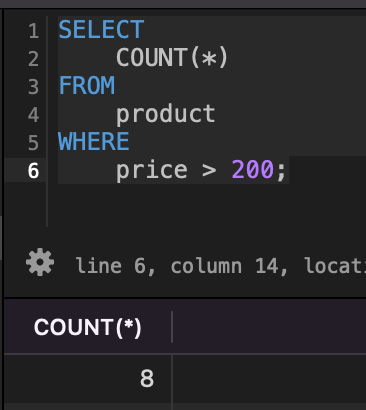 1 SELECT
2     COUNT(*)
3 FROM
4     product
5 WHERE
6     price > 200;
line 6, column 14,
COUNT(*)
8